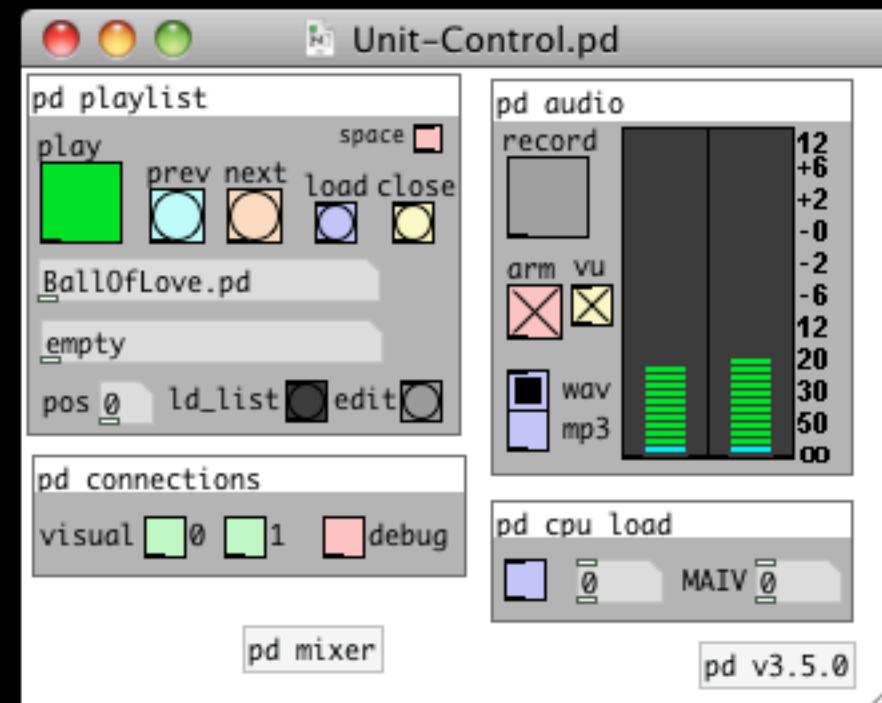 Unit-Control.pd
pd playlist
space
play
prev next
load close
BallOfLove.pd
empty
pos 0 ld_list edit
pd connections
visual 0 1 debug
pd mixer
pd audio
record
arm vu
wav
mp3
12
+6
+2
-0
-2
-6
12
20
30
50
oo
pd cpu load
0 MAIV 0
pd v3.5.0